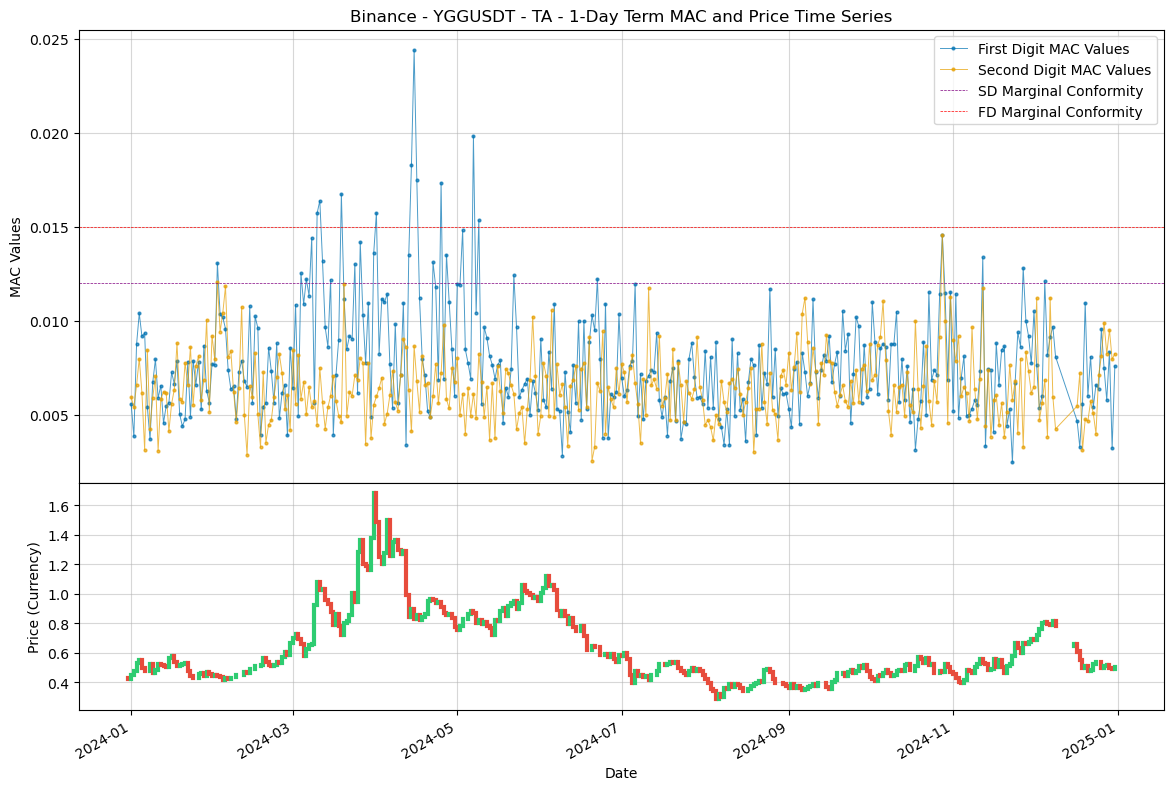 Binance - YGGUSDT - TA - 1-Day Term MAC and Price Time Series
First Digit MAC Values
Second Digit MAC Values
SD Marginal Conformity
FD Marginal Conformity
MAC Values
0.025
0.020
0.015
0.010
0.005
Price (Currency)
1.6
1.4
1.2
1.0
0.8
0.6
0.4
2024-01
2024-03
2024-05
2024-07
2024-09
2024-11
2025-01
Date